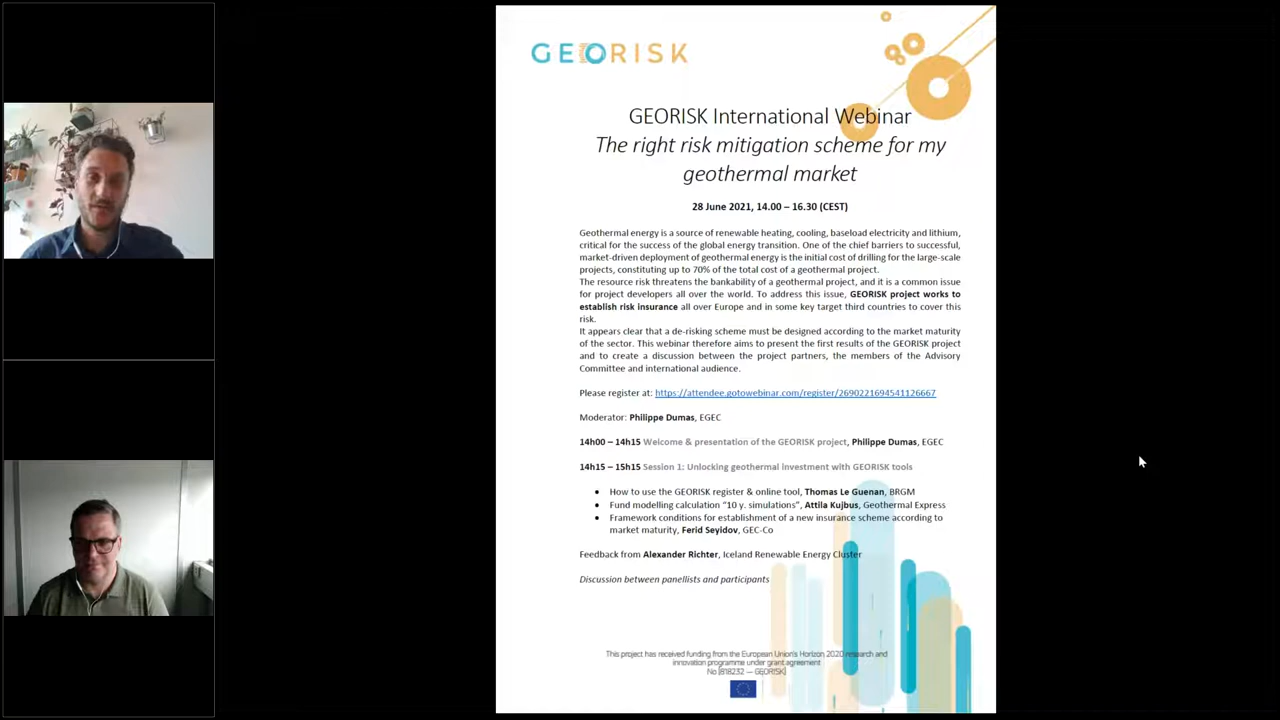 GEORISK
GEORISK International Webinar
The right risk mitigation scheme for my
geothermal market
28 June 2021, 14.00 – 16.30 (CEST)
Geothermal energy is a source of renewable heating, cooling, baseload electricity and lithium,
critical for the success of the global energy transition. One of the chief barriers to successful,
market-driven deployment of geothermal energy is the initial cost of drilling for the large-scale
projects, constituting up to 70% of the total cost of a geothermal project.
The resource risk threatens the bankability of a geothermal project, and it is a common issue
for project developers all over the world. To address this issue, GEORISK project works to
establish risk insurance all over Europe and in some key target third countries to cover this
risk.
It appears clear that a de-risking scheme must be designed according to the market maturity
of the sector. This webinar therefore aims to present the first results of the GEORISK project
and to create a discussion between the project partners, the members of the Advisory
Committee and international audience.
Please register at: https://attendee.gotowebinar.com/register/2690221694541126667
Moderator: Philippe Dumas, EGEC
14h00 – 14h15 Welcome & presentation of the GEORISK project, Philippe Dumas, EGEC
14h15 – 15h15 Session 1: Unlocking geothermal investment with GEORISK tools
• How to use the GEORISK register & online tool, Thomas Le Guenan, BRGM
• Fund modelling calculation “10 y. simulations”, Attila Kujbus, Geothermal Express
• Framework conditions for establishment of a new insurance scheme according to
market maturity, Ferid Seyidov, GEC-Co
Feedback from Alexander Richter, Iceland Renewable Energy Cluster
Discussion between panellists and participants
This project has received funding from the European Union's Horizon 2020 research and
innovation programme under grant agreement
No [818232 — GEORISK]